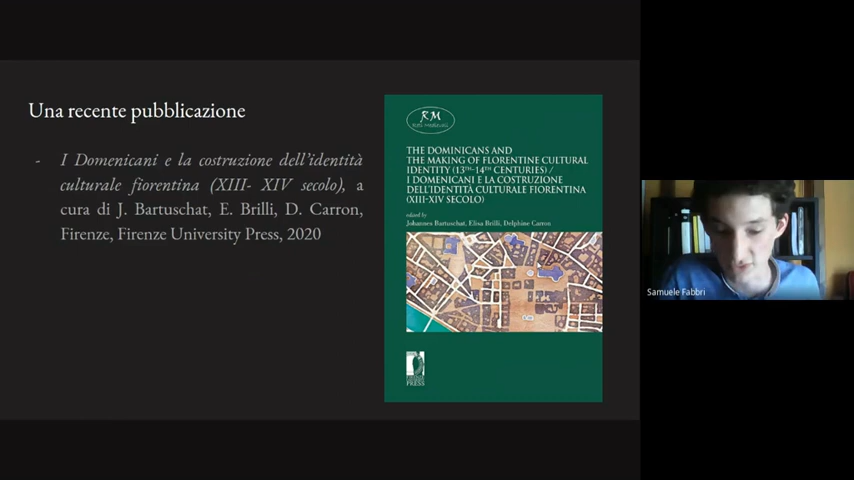 Una recente pubblicazione
- I Domenicani e la costruzione dell'identità
culturale fiorentina (XIII- XIV secolo), a
cura di J. Bartuschat, E. Brilli, D. Carron,
Firenze, Firenze University Press, 2020
RM
THE DOMINICANS AND
THE MAKING OF FLORENTINE CULTURAL
IDENTITY (13TH-14TH CENTURIES) /
I DOMENICANI E LA COSTRUZIONE
DELL'IDENTITÀ CULTURALE FIORENTINA
(XIII-XIV SECOLO)
edited by
Johannes Bartuschat, Elisa Brilli, Delphine Carron
PRESS
Samuele Fabbri